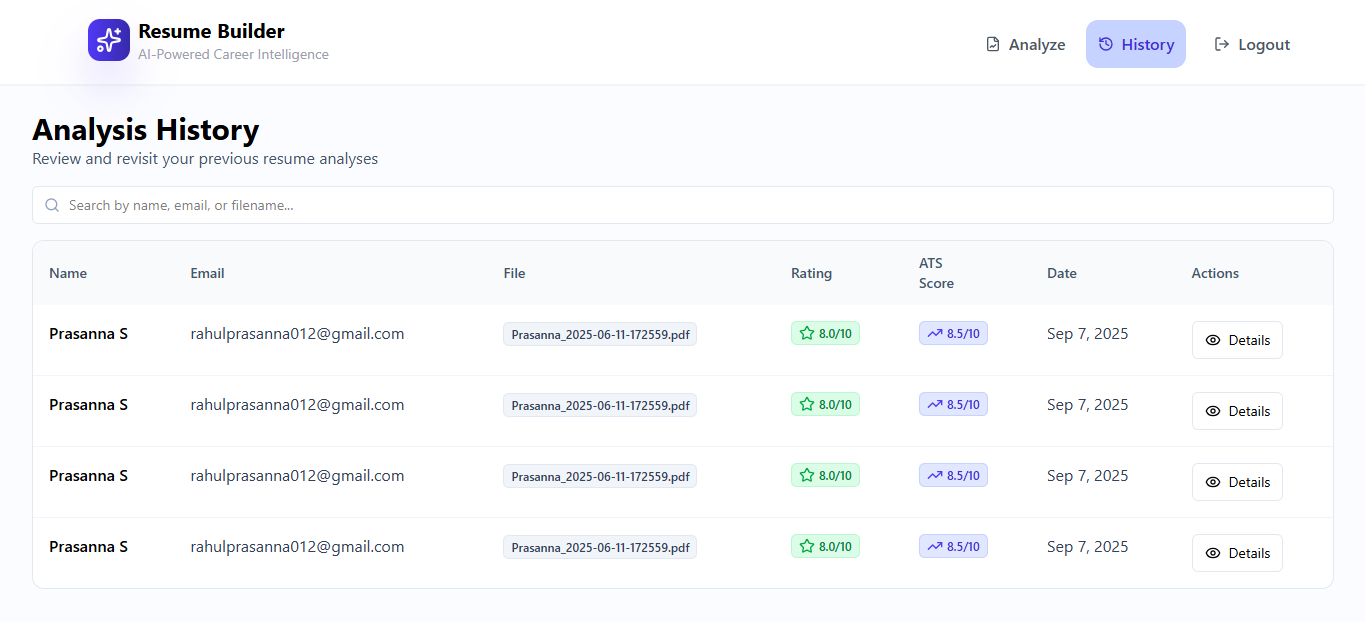 Resume Builder
AI-Powered Career Intelligence
Analyze
History
Logout
Analysis History
Review and revisit your previous resume analyses
Search by name, email, or filename...
Name Email File Rating ATS Score Date Actions
Prasanna S rahulprasanna012@gmail.com Prasanna_2025-06-11-172559.pdf 8.0/10 8.5/10 Sep 7, 2025 Details
Prasanna S rahulprasanna012@gmail.com Prasanna_2025-06-11-172559.pdf 8.0/10 8.5/10 Sep 7, 2025 Details
Prasanna S rahulprasanna012@gmail.com Prasanna_2025-06-11-172559.pdf 8.0/10 8.5/10 Sep 7, 2025 Details
Prasanna S rahulprasanna012@gmail.com Prasanna_2025-06-11-172559.pdf 8.0/10 8.5/10 Sep 7, 2025 Details